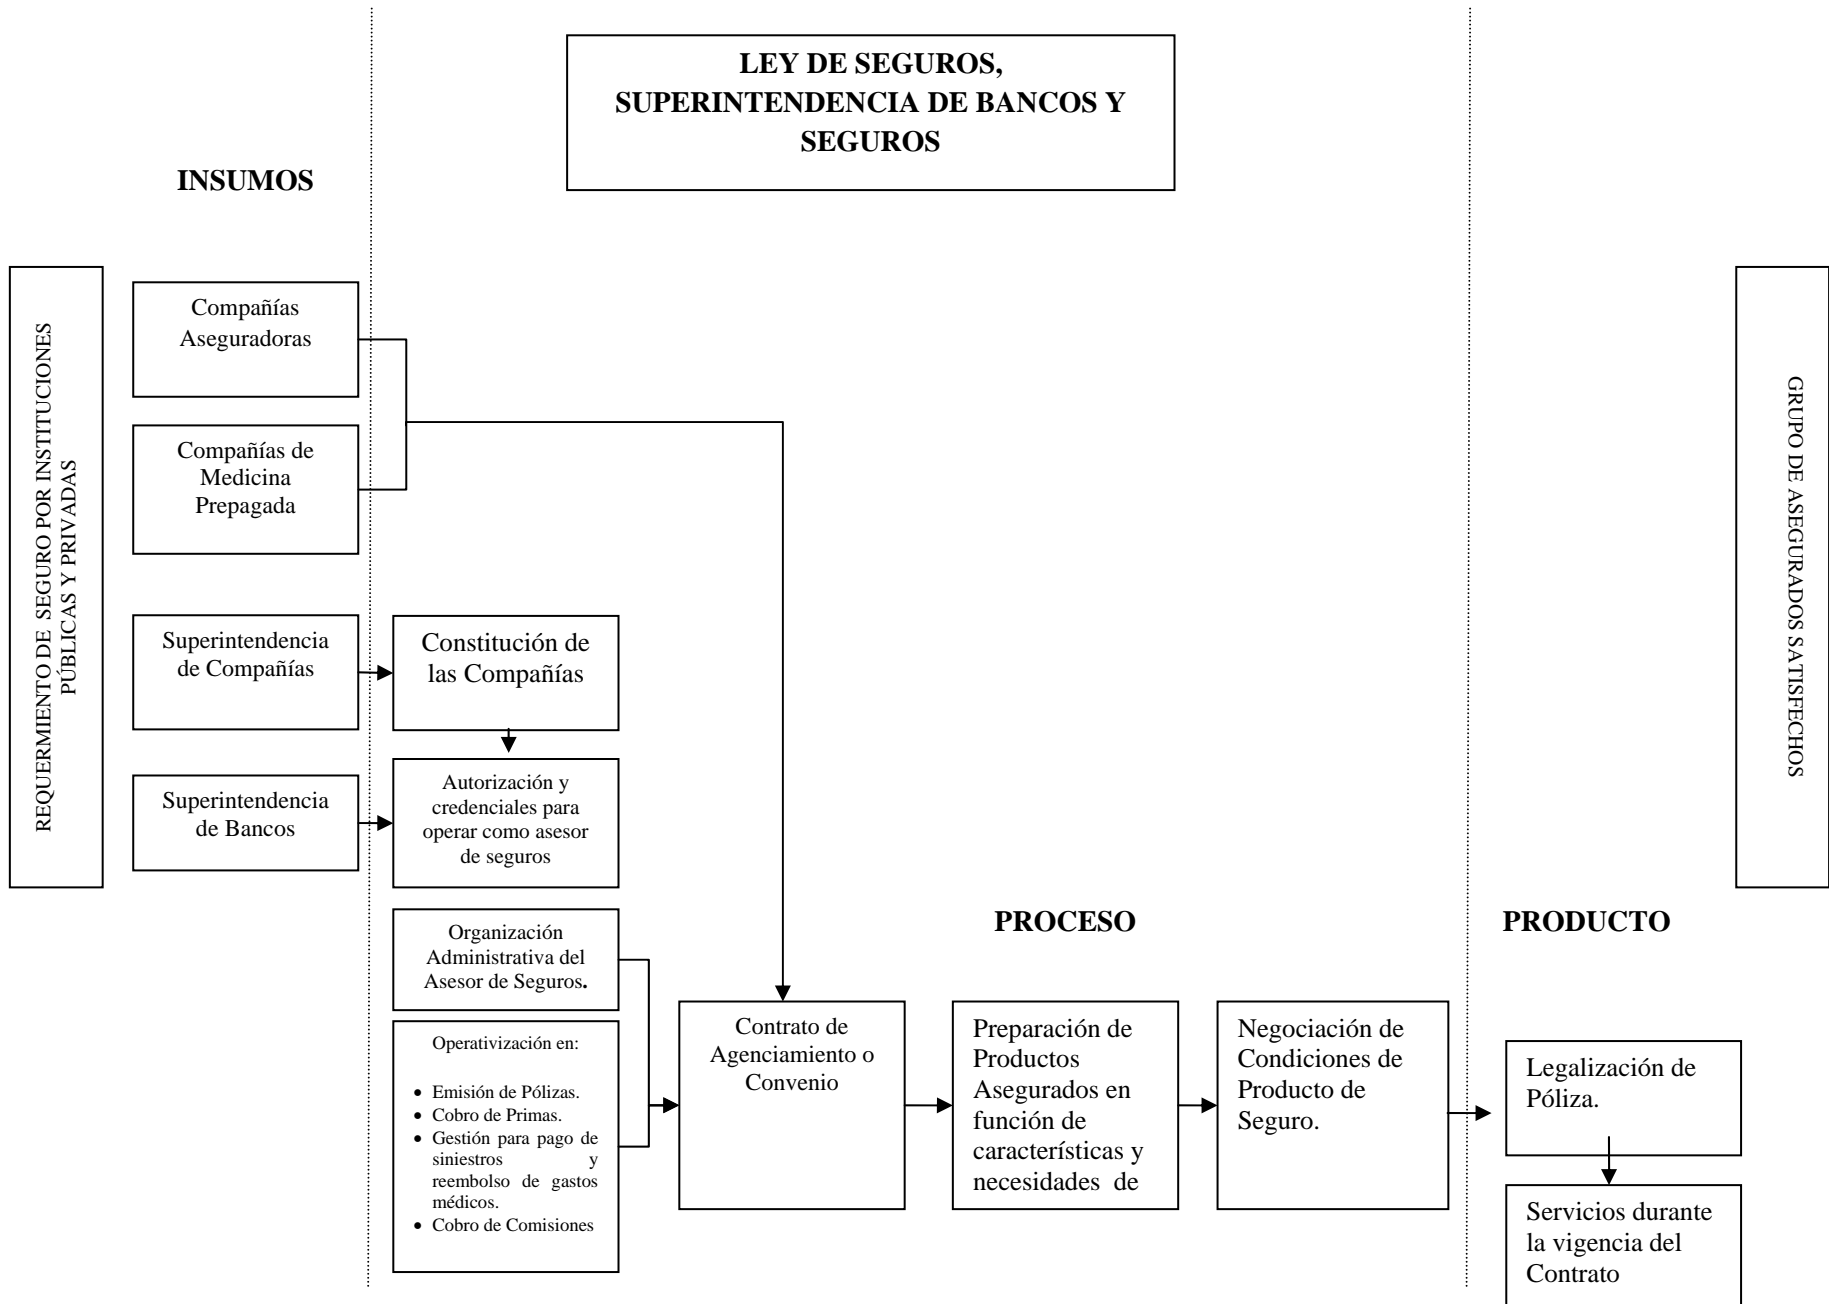 LEY DE SEGUROS,
SUPERINTENDENCIA DE BANCOS Y
SEGUROS
INSUMOS
REQUERMIENTO DE SEGURO POR INSTITUCIONES
PÚBLICAS Y PRIVADAS
Compañías
Aseguradoras
Compañías de
Medicina
Prepagada
Superintendencia
de Compañías
Superintendencia
de Bancos
Constitución de
las Compañías
Autorización y
credenciales para
operar como asesor
de seguros
Organización
Administrativa del
Asesor de Seguros.
Operativización en:
• Emisión de Pólizas.
• Cobro de Primas.
• Gestión para pago de
siniestros y
reembolso de gastos
médicos.
• Cobro de Comisiones
PROCESO
Contrato de
Agenciamiento o
Convenio
Preparación de
Productos
Asegurados en
función de
características y
necesidades de
Negociación de
Condiciones de
Producto de
Seguro.
PRODUCTO
Legalización de
Póliza.
Servicios durante
la vigencia del
Contrato
GRUPO DE ASEGURADOS SATISFECHOS